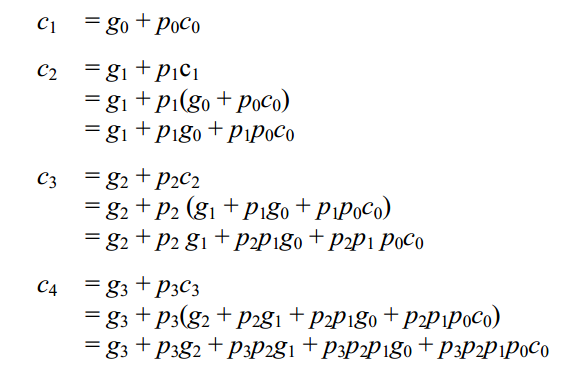 c₁ = g₀ + p₀c₀
c₂ = g₁ + p₁c₁
= g₁ + p₁(g₀ + p₀c₀)
= g₁ + p₁g₀ + p₁p₀c₀
c₃ = g₂ + p₂c₂
= g₂ + p₂ (g₁ + p₁g₀ + p₁p₀c₀)
= g₂ + p₂ g₁ + p₂p₁g₀ + p₂p₁ p₀c₀
c₄ = g₃ + p₃c₃
= g₃ + p₃(g₂ + p₂g₁ + p₂p₁g₀ + p₂p₁p₀c₀)
= g₃ + p₃g₂ + p₃p₂g₁ + p₃p₂p₁g₀ + p₃p₂p₁p₀c₀